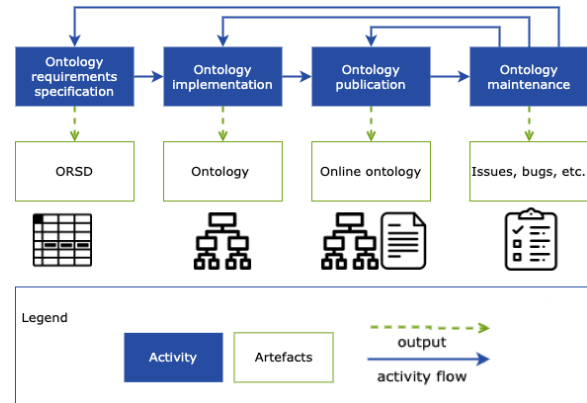 Ontology
requirements
specification
Ontology
implementation
Ontology
publication
Ontology
maintenance
ORSD
Ontology
Online ontology
Issues, bugs, etc.
Legend
Activity
Artefacts
output
activity flow